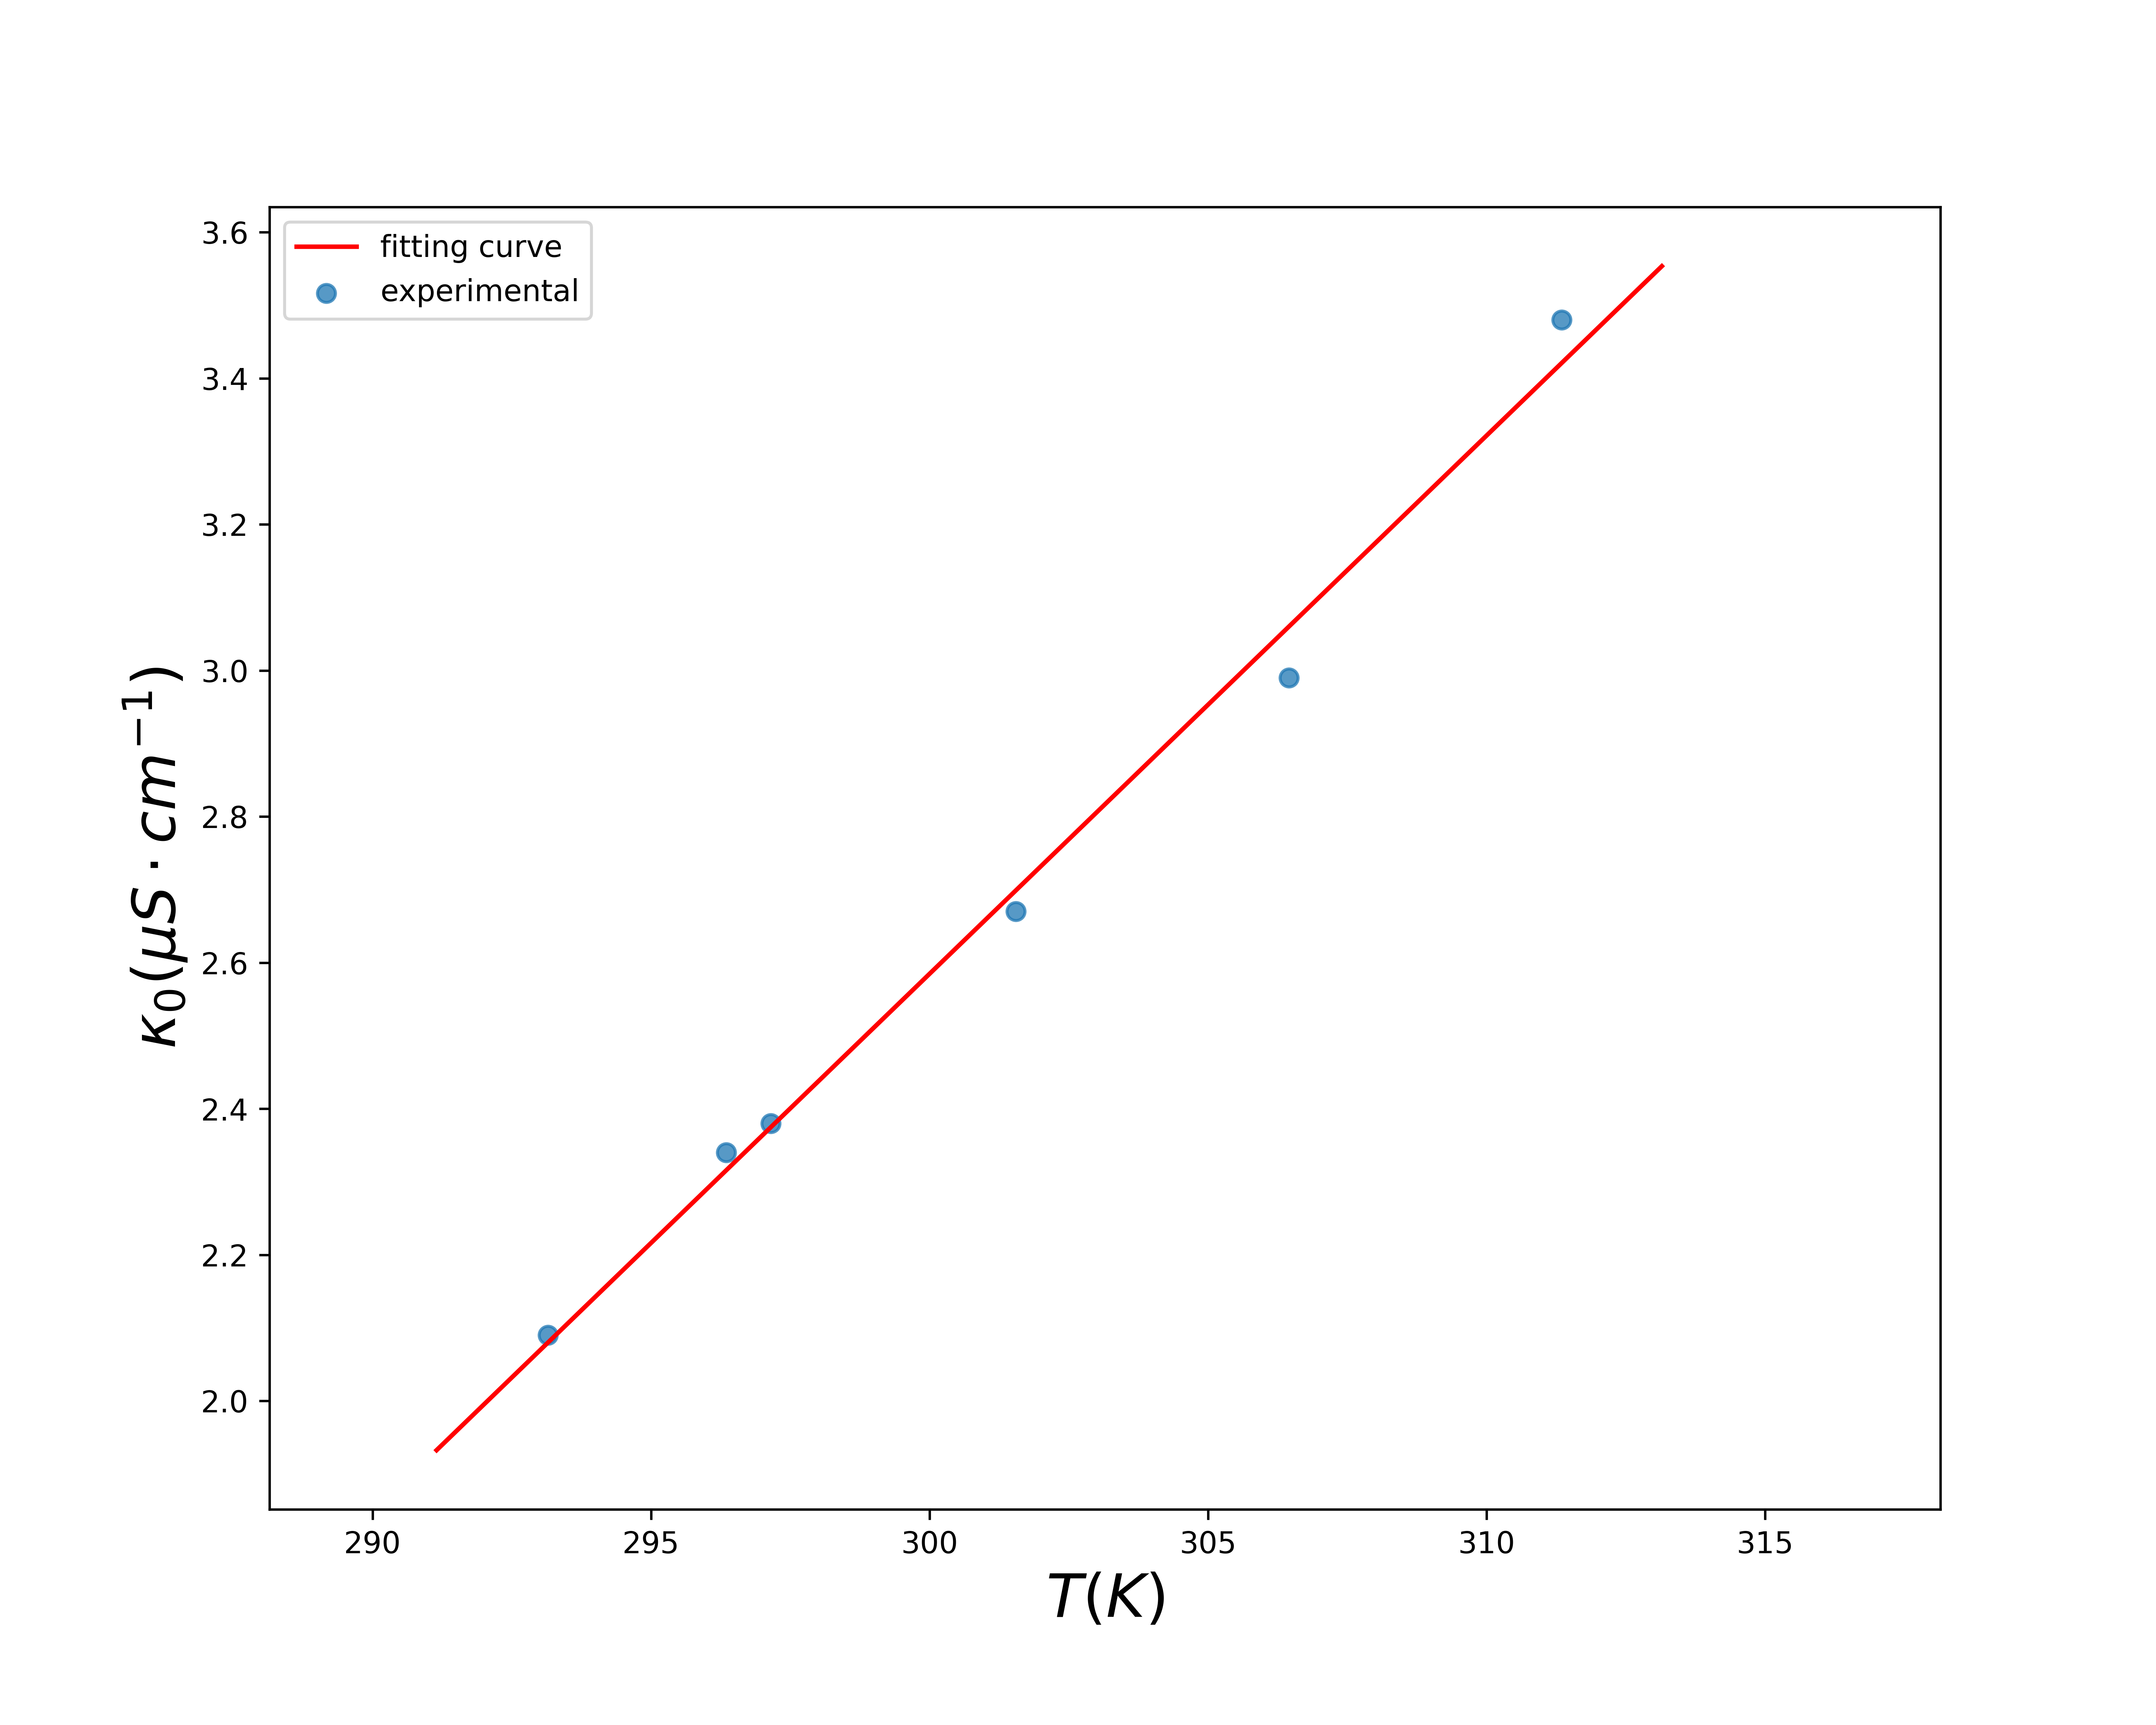 fitting curve
experimental
3.6
3.4
3.2
3.0
2.8
2.6
2.4
2.2
2.0
κ₀(μS·cm⁻¹)
290 295 300 305 310 315
T(K)